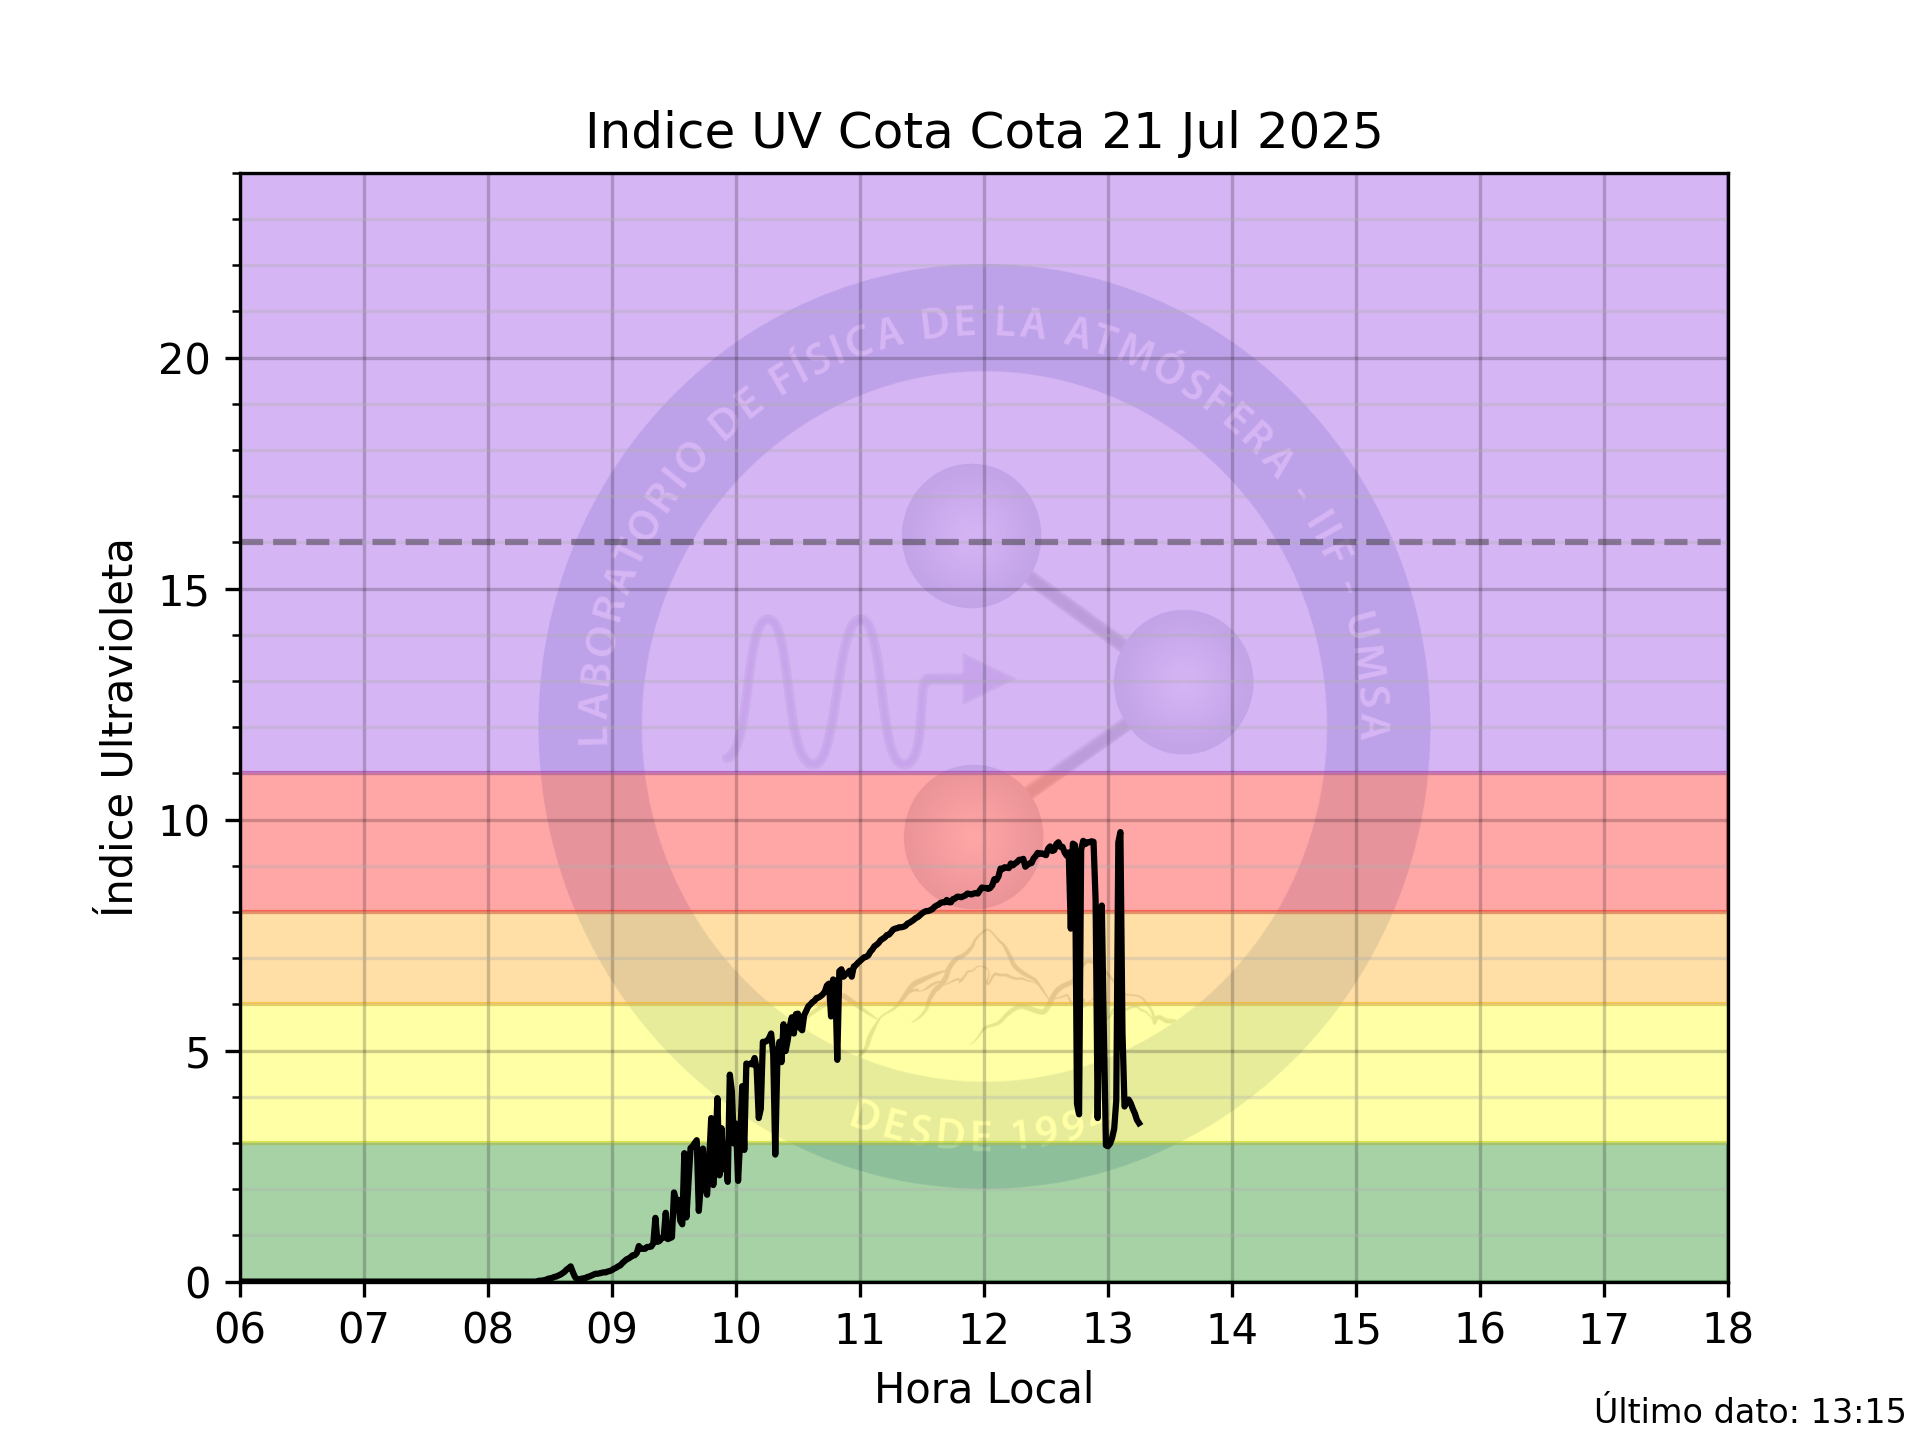 Indice UV Cota Cota 21 Jul 2025
LABORATORIO DE FÍSICA DE LA ATMÓSFERA - IIF - UMSA
DESDE 199
Índice Ultravioleta
20
15
10
5
0
06 07 08 09 10 11 12 13 14 15 16 17 18
Hora Local
Último dato: 13:15